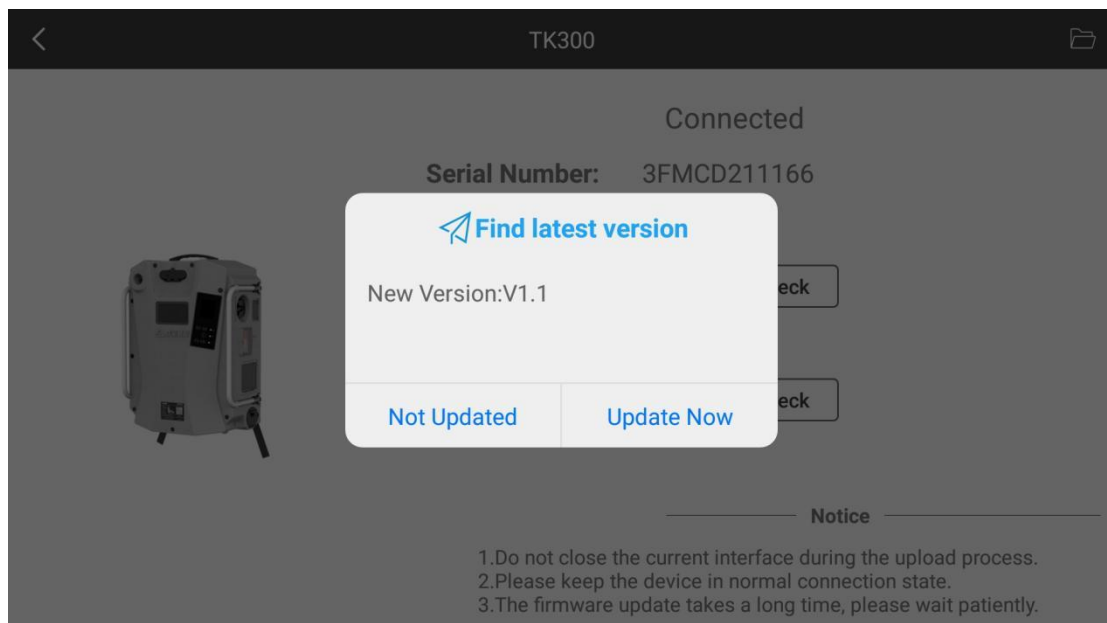 TK300
Connected
Serial Number: 3FMCD211166
Find latest version
New Version:V1.1
eck
Not Updated
Update Now
eck
Notice
1.Do not close the current interface during the upload process.
2.Please keep the device in normal connection state.
3.The firmware update takes a long time, please wait patiently.